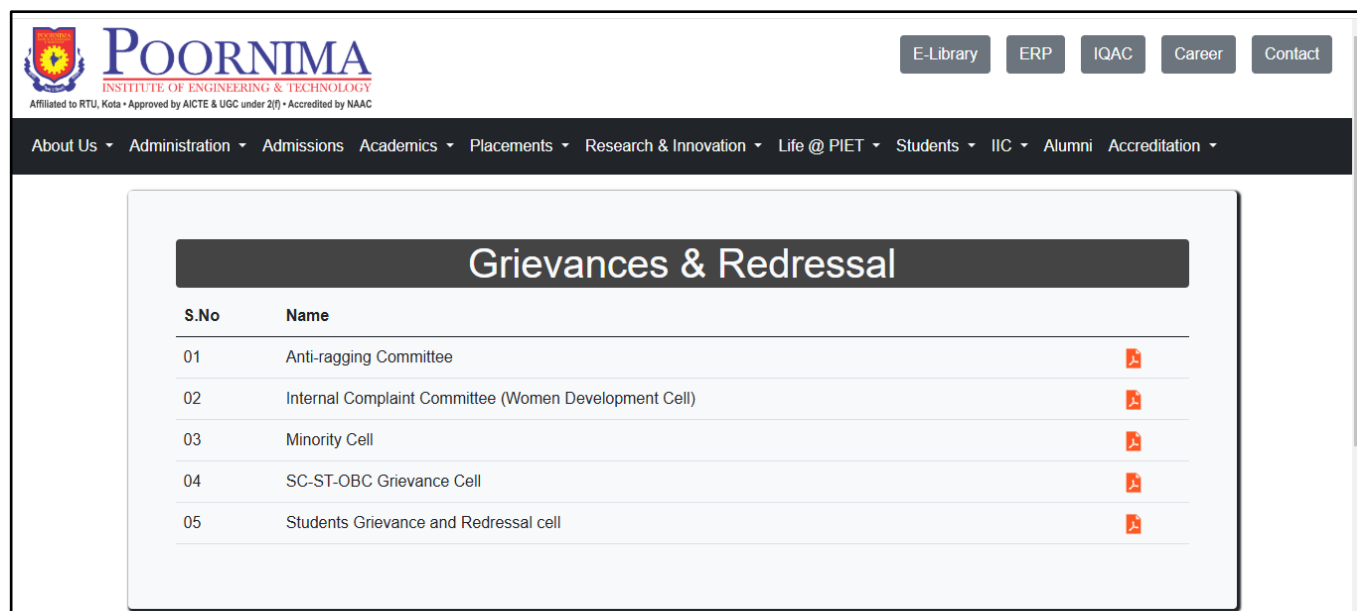 POORNIMA
INSTITUTE OF ENGINEERING & TECHNOLOGY
Affiliated to RTU, Kota • Approved by AICTE & UGC under 2(f) • Accredited by NAAC
E-Library ERP IQAC Career Contact
About Us Administration Admissions Academics Placements Research & Innovation Life @ PIET Students IIC Alumni Accreditation
Grievances & Redressal
S.No Name
01 Anti-ragging Committee
02 Internal Complaint Committee (Women Development Cell)
03 Minority Cell
04 SC-ST-OBC Grievance Cell
05 Students Grievance and Redressal cell